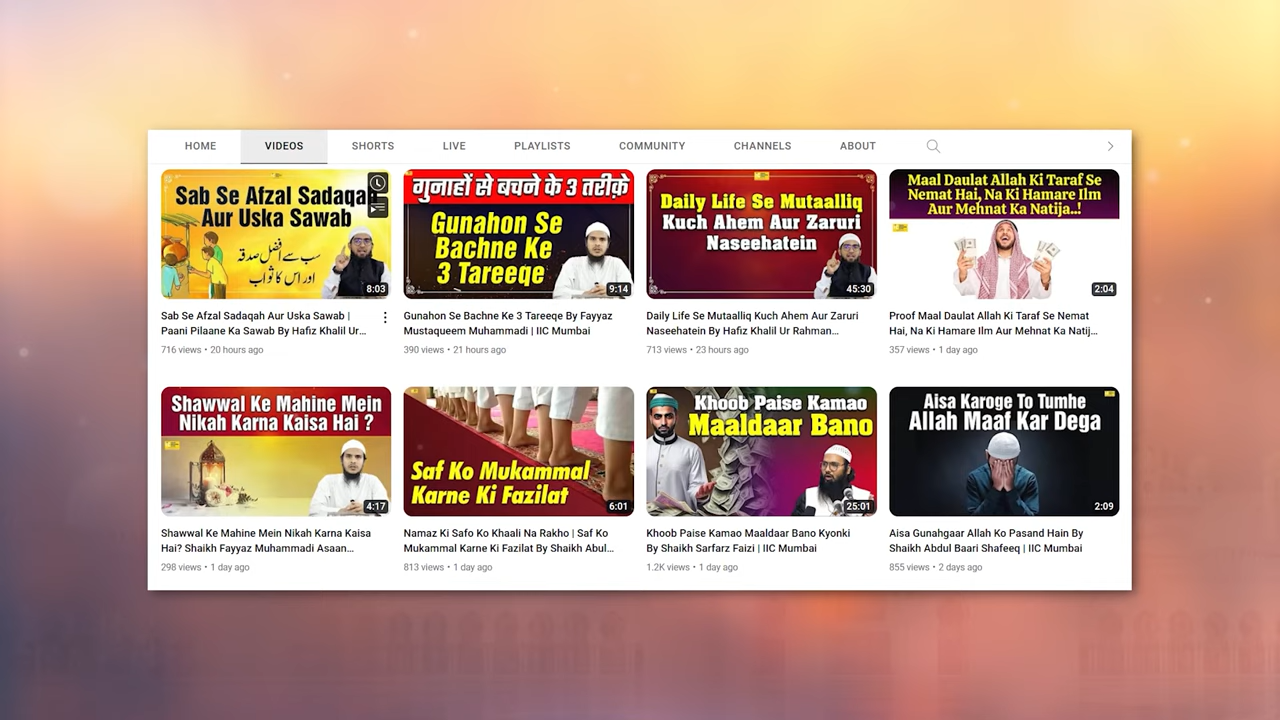 HOME VIDEOS SHORTS LIVE PLAYLISTS COMMUNITY CHANNELS ABOUT
Sab Se Afzal Sadaqah
Aur Uska Sawab
سب سے افضل صدقہ
اور اس کا ثواب
8:03
Sab Se Afzal Sadaqah Aur Uska Sawab |
Paani Pilaane Ka Sawab By Hafiz Khalil Ur...
716 views • 20 hours ago
गुनाहों से बचने के 3 तरीक़े
Gunahon Se
Bachne Ke
3 Tareeqe
9:14
Gunahon Se Bachne Ke 3 Tareeqe By Fayyaz
Mustaqueem Muhammadi | IIC Mumbai
390 views • 21 hours ago
Daily Life Se Mutaalliq
Kuch Ahem Aur Zaruri
Naseehatein
45:30
Daily Life Se Mutaalliq Kuch Ahem Aur Zaruri
Naseehatein By Hafiz Khalil Ur Rahman...
713 views • 23 hours ago
Maal Daulat Allah Ki Taraf Se
Nemat Hai, Na Ki Hamare Ilm
Aur Mehnat Ka Natija..!
2:04
Proof Maal Daulat Allah Ki Taraf Se Nemat
Hai, Na Ki Hamare Ilm Aur Mehnat Ka Natij...
357 views • 1 day ago
Shawwal Ke Mahine Mein
Nikah Karna Kaisa Hai ?
4:17
Shawwal Ke Mahine Mein Nikah Karna Kaisa
Hai? Shaikh Fayyaz Muhammadi Asaan...
298 views • 1 day ago
Saf Ko Mukammal
Karne Ki Fazilat
6:01
Namaz Ki Safo Ko Khaali Na Rakho | Saf Ko
Mukammal Karne Ki Fazilat By Shaikh Abul...
813 views • 1 day ago
Khoob Paise Kamao
Maaldaar Bano
25:01
Khoob Paise Kamao Maaldaar Bano Kyonki
By Shaikh Sarfarz Faizi | IIC Mumbai
1.2K views • 1 day ago
Aisa Karoge To Tumhe
Allah Maaf Kar Dega
2:09
Aisa Gunahgaar Allah Ko Pasand Hain By
Shaikh Abdul Baari Shafeeq | IIC Mumbai
855 views • 2 days ago